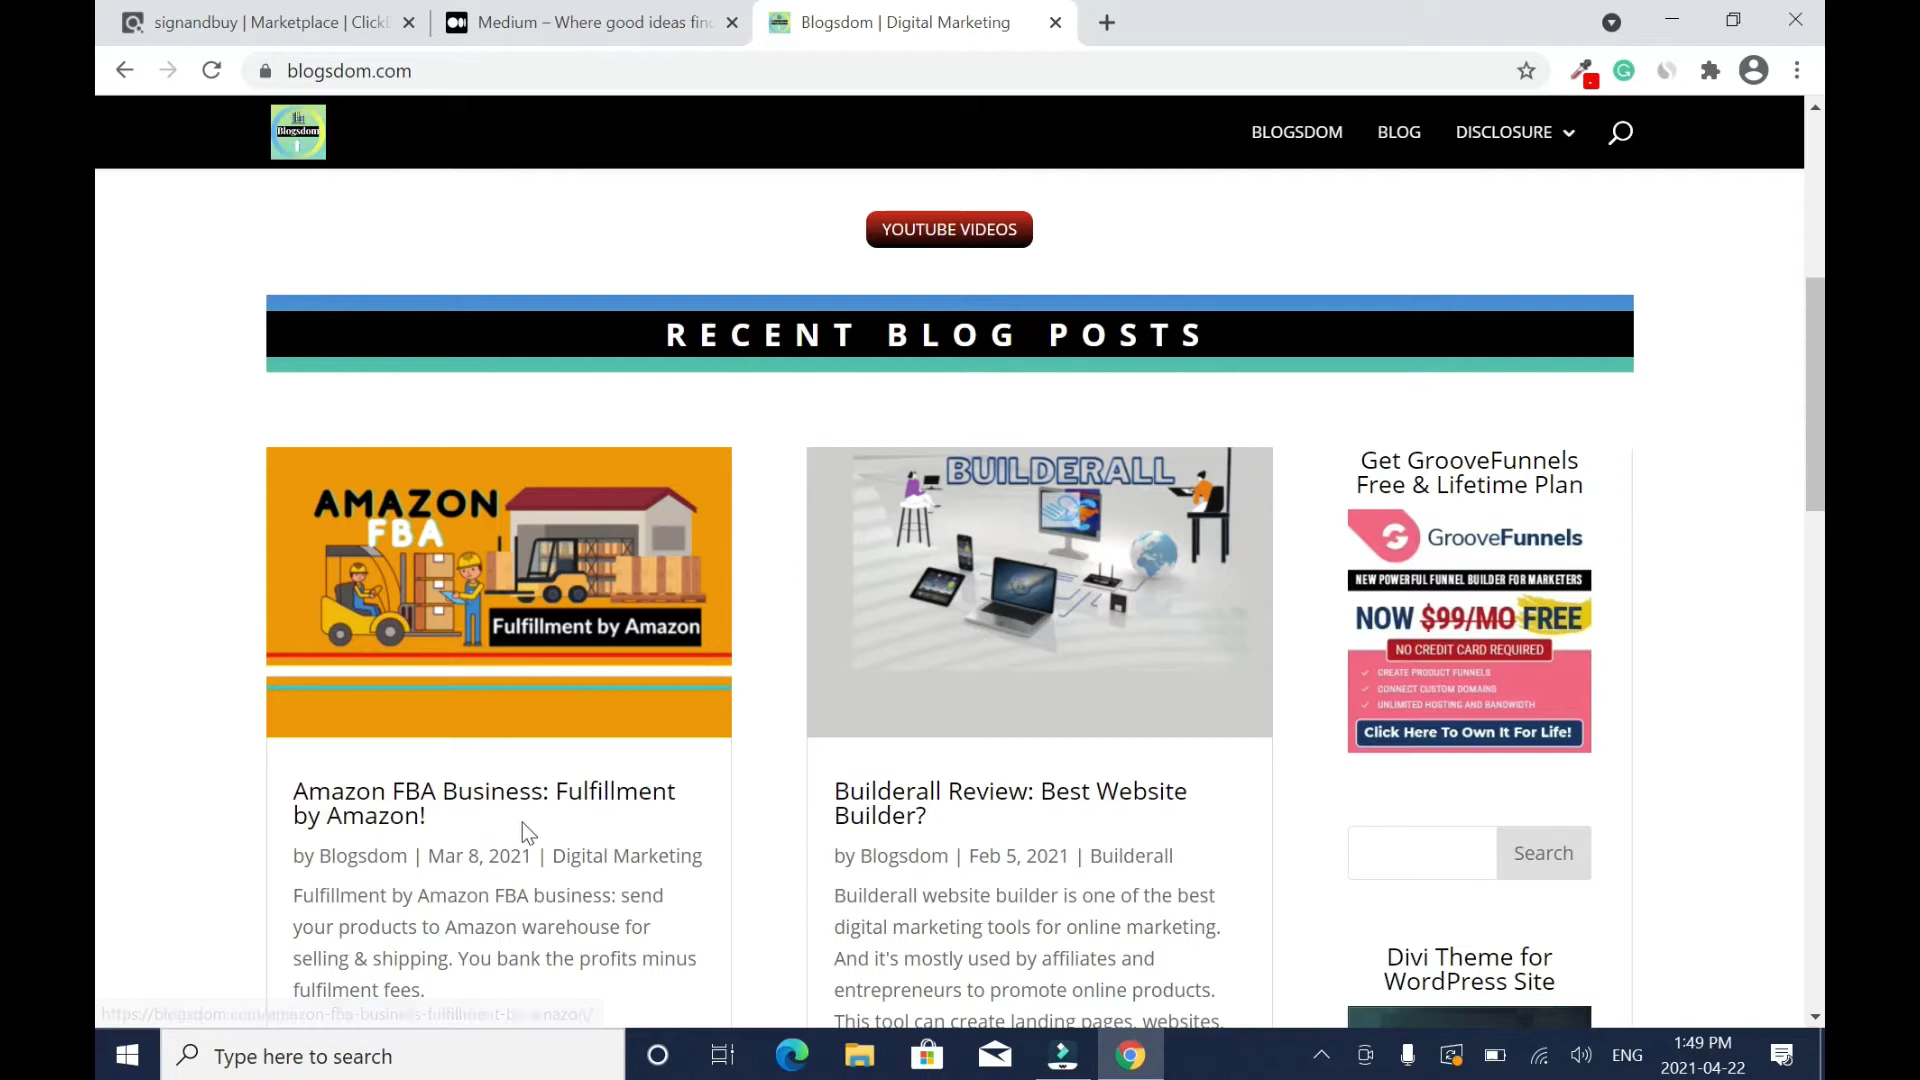 signandbuy | Marketplace | Click
Medium – Where good ideas find
Blogsdom | Digital Marketing
blogsdom.com
Blogsdom
BLOGSDOM
BLOG
DISCLOSURE
YOUTUBE VIDEOS
RECENT BLOG POSTS
AMAZON
FBA
Fulfillment by Amazon
Amazon FBA Business: Fulfillment
by Amazon!
by Blogsdom | Mar 8, 2021 | Digital Marketing
Fulfillment by Amazon FBA business: send
your products to Amazon warehouse for
selling & shipping. You bank the profits minus
fulfilment fees.
BUILDERALL
Builderall Review: Best Website
Builder?
by Blogsdom | Feb 5, 2021 | Builderall
Builderall website builder is one of the best
digital marketing tools for online marketing.
And it's mostly used by affiliates and
entrepreneurs to promote online products.
This tool can create landing pages, websites,
Get GrooveFunnels
Free & Lifetime Plan
GrooveFunnels
NEW POWERFUL FUNNEL BUILDER FOR MARKETERS
NOW $99/MO FREE
NO CREDIT CARD REQUIRED
CREATE PRODUCT FUNNELS
CONNECT CUSTOM DOMAINS
UNLIMITED HOSTING AND BANDWIDTH
Click Here To Own It For Life!
Search
Divi Theme for
WordPress Site
Type here to search
ENG
1:49 PM
2021-04-22